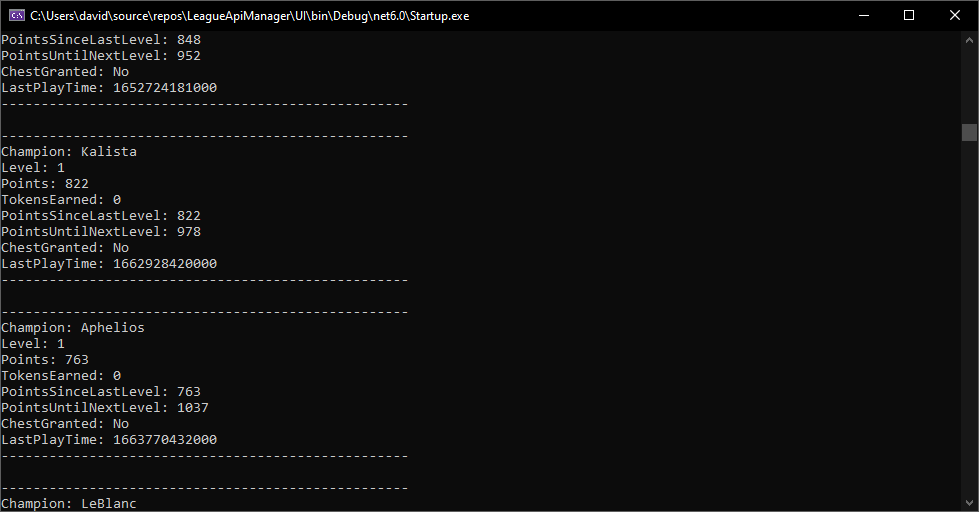 C:\Users\david\source\repos\LeagueApiManager\UI\bin\Debug\net6.0\Startup.exe
PointsSinceLastLevel: 848
PointsUntilNextLevel: 952
ChestGranted: No
LastPlayTime: 1652724181000
---------------------------------------------------
---------------------------------------------------
Champion: Kalista
Level: 1
Points: 822
TokensEarned: 0
PointsSinceLastLevel: 822
PointsUntilNextLevel: 978
ChestGranted: No
LastPlayTime: 1662928420000
---------------------------------------------------
---------------------------------------------------
Champion: Aphelios
Level: 1
Points: 763
TokensEarned: 0
PointsSinceLastLevel: 763
PointsUntilNextLevel: 1037
ChestGranted: No
LastPlayTime: 1663770432000
---------------------------------------------------
---------------------------------------------------
Champion: LeBlanc